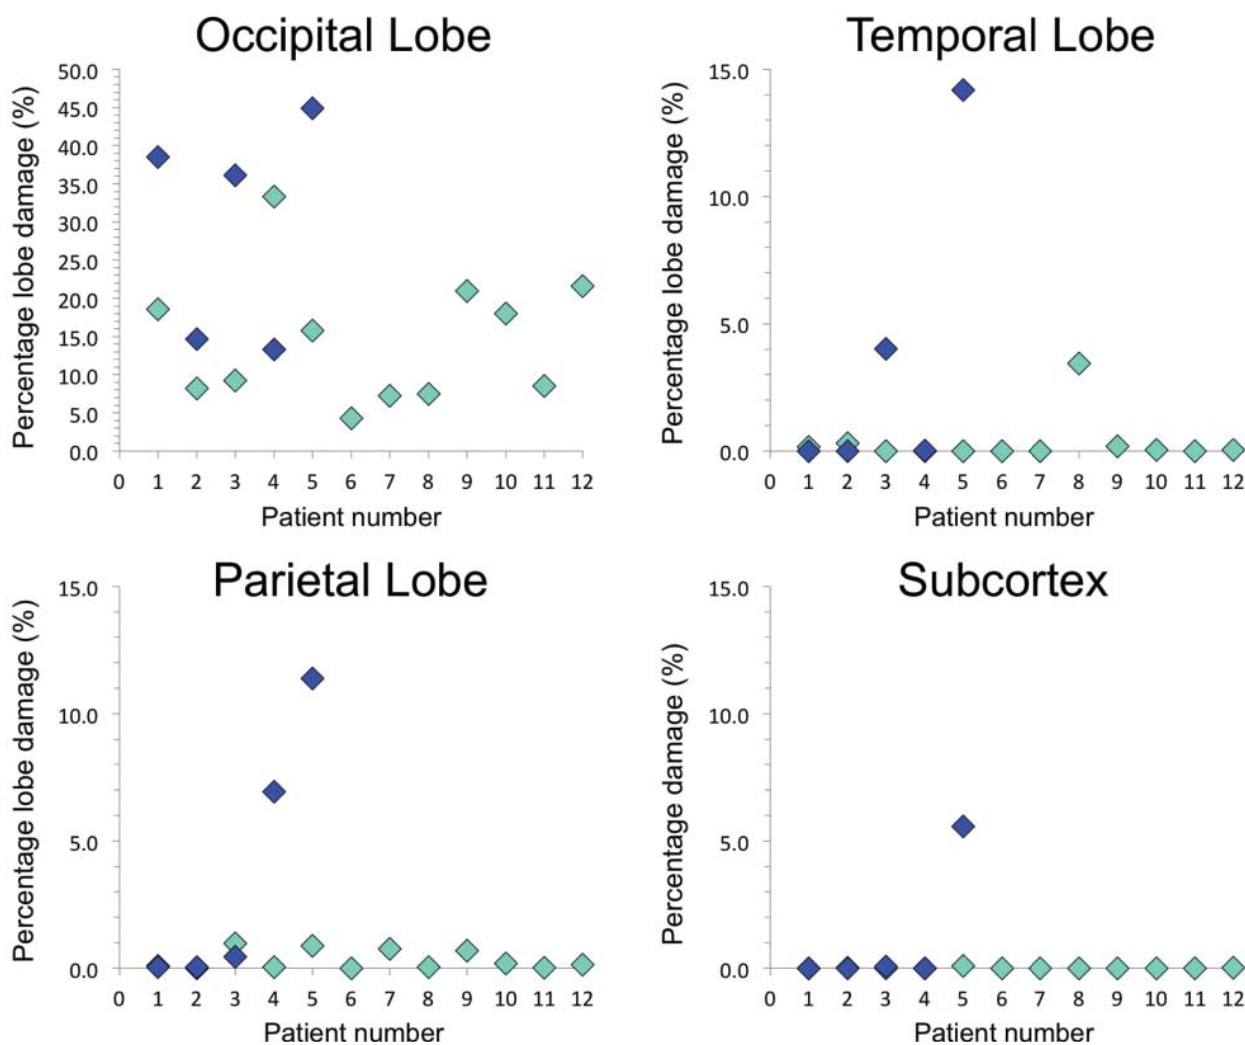 Occipital Lobe
Percentage lobe damage (%)
50.0
45.0
40.0
35.0
30.0
25.0
20.0
15.0
10.0
5.0
0.0
0 1 2 3 4 5 6 7 8 9 10 11 12
Patient number
Temporal Lobe
Percentage lobe damage (%)
15.0
10.0
5.0
0.0
0 1 2 3 4 5 6 7 8 9 10 11 12
Patient number
Parietal Lobe
Percentage lobe damage (%)
15.0
10.0
5.0
0.0
0 1 2 3 4 5 6 7 8 9 10 11 12
Patient number
Subcortex
Percentage damage (%)
15.0
10.0
5.0
0.0
0 1 2 3 4 5 6 7 8 9 10 11 12
Patient number